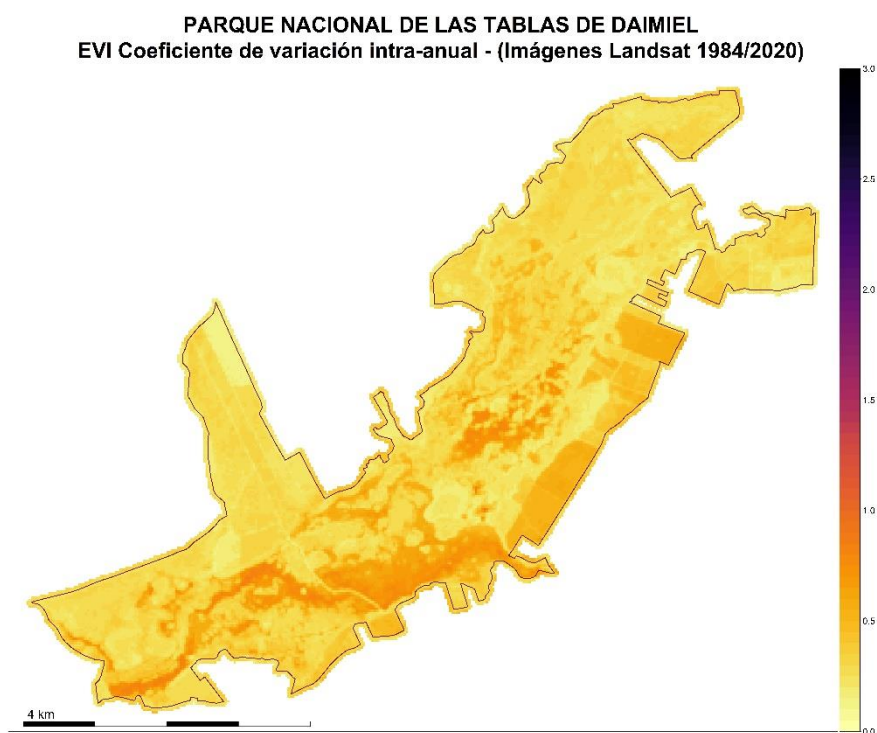 PARQUE NACIONAL DE LAS TABLAS DE DAIMIEL
EVI Coeficiente de variación intra-anual - (Imágenes Landsat 1984/2020)
3.0
2.5
2.0
1.5
1.0
0.5
0.0
4 km